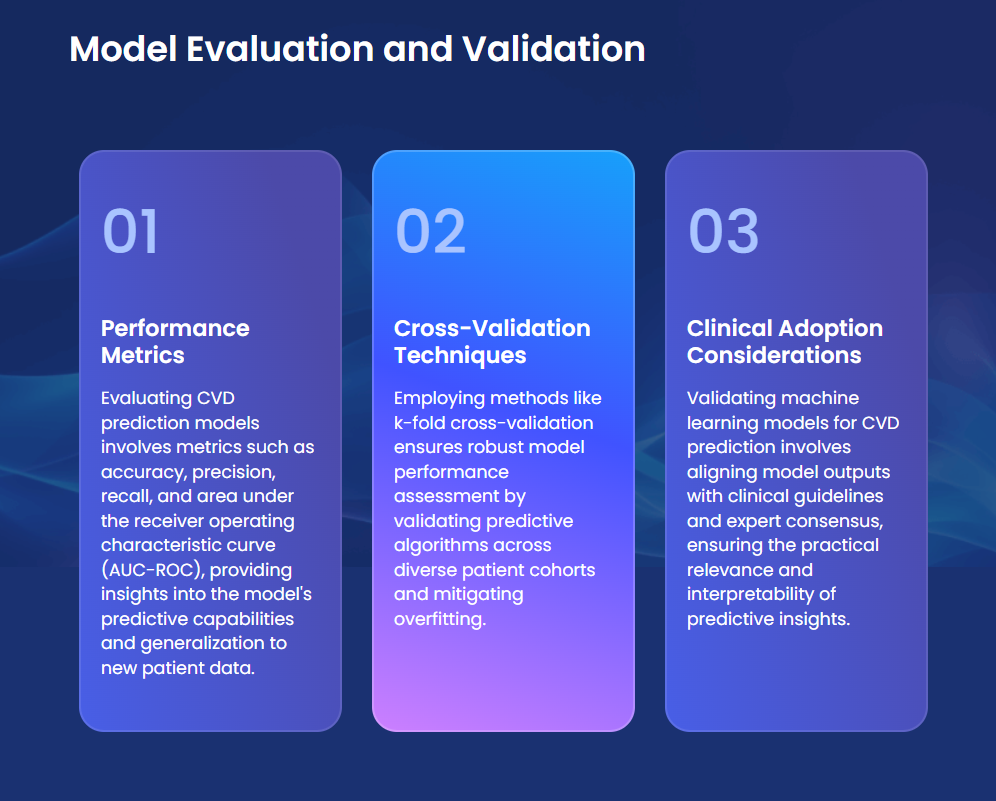 Model Evaluation and Validation
01
Performance
Metrics
Evaluating CVD
prediction models
involves metrics such as
accuracy, precision,
recall, and area under
the receiver operating
characteristic curve
(AUC-ROC), providing
insights into the model's
predictive capabilities
and generalization to
new patient data.
02
Cross-Validation
Techniques
Employing methods like
k-fold cross-validation
ensures robust model
performance
assessment by
validating predictive
algorithms across
diverse patient cohorts
and mitigating
overfitting.
03
Clinical Adoption
Considerations
Validating machine
learning models for CVD
prediction involves
aligning model outputs
with clinical guidelines
and expert consensus,
ensuring the practical
relevance and
interpretability of
predictive insights.